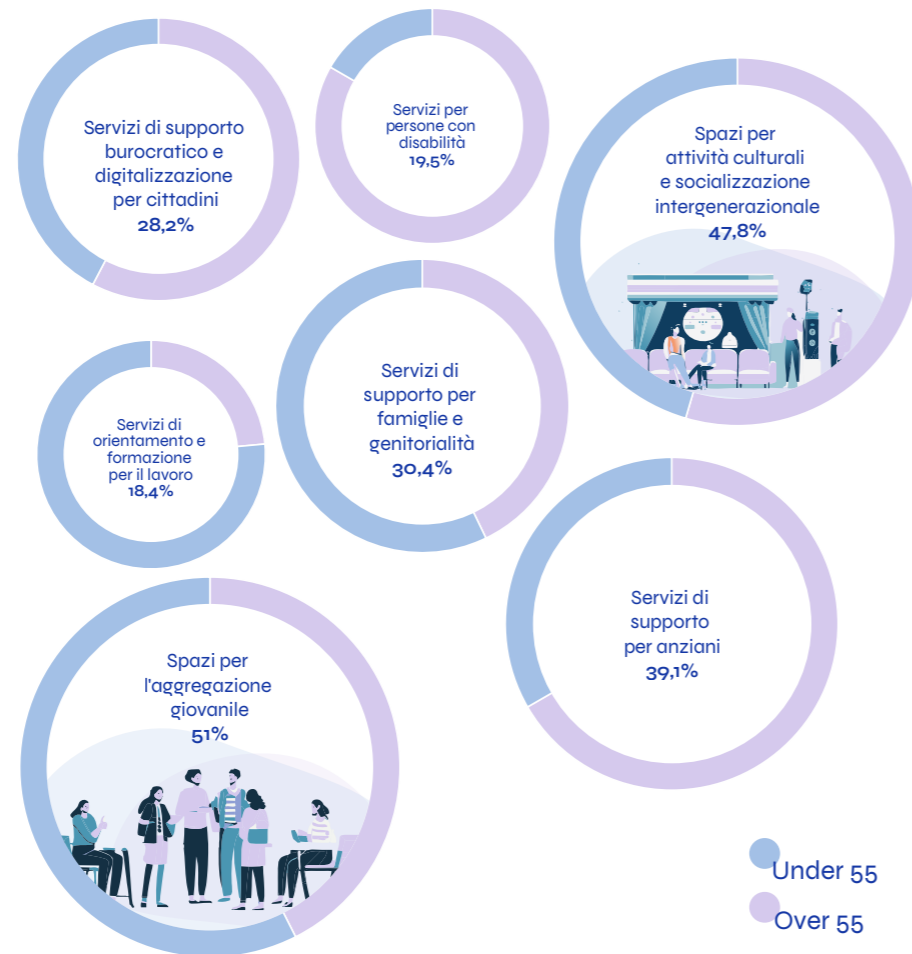 Servizi di supporto
burocratico e
digitalizzazione
per cittadini
28,2%
Servizi per
persone con
disabilità
19,5%
Spazi per
attività culturali
e socializzazione
intergenerazionale
47,8%
Servizi di
orientamento e
formazione
per il lavoro
18,4%
Servizi di
supporto per
famiglie e
genitorialità
30,4%
Servizi di
supporto
per anziani
39,1%
Spazi per
l'aggregazione
giovanile
51%
Under 55
Over 55